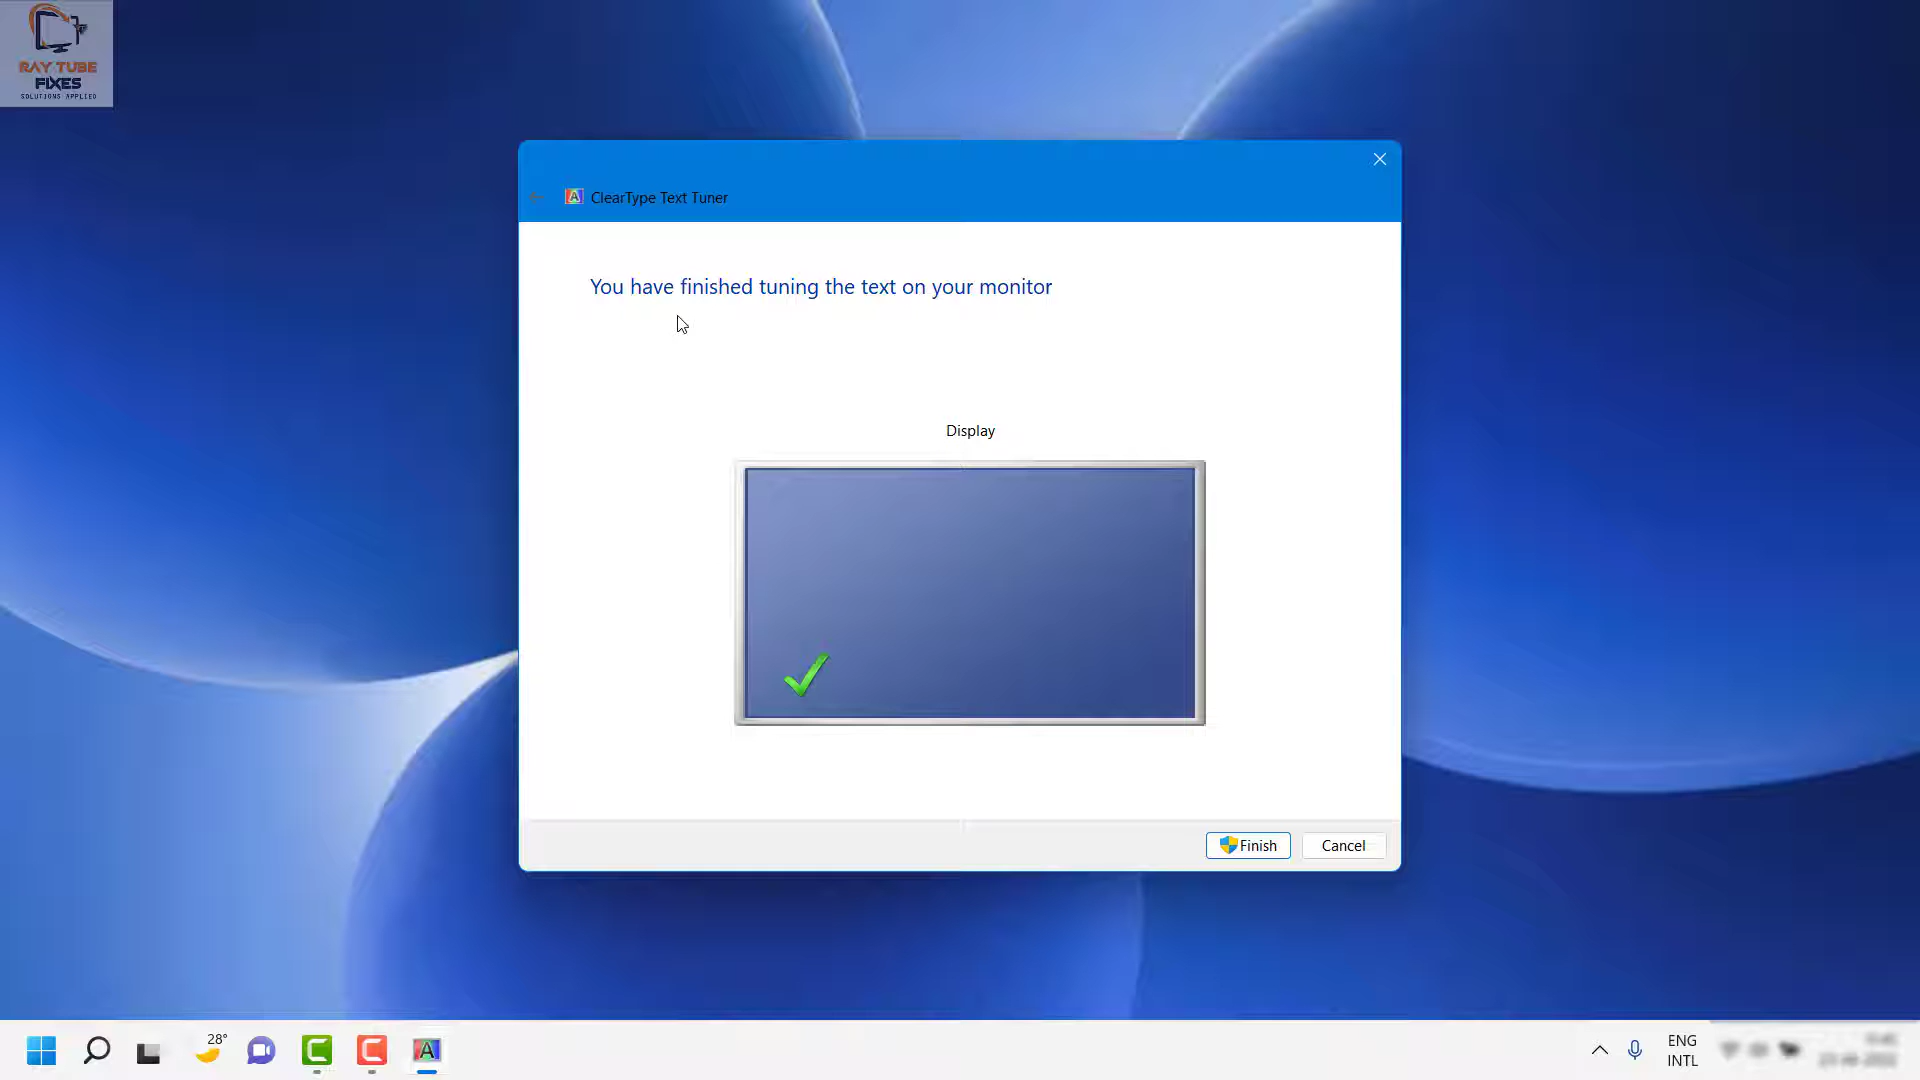 RAY TUBE
FIXES
SOLUTIONS APPLIED
ClearType Text Tuner
You have finished tuning the text on your monitor
Display
Finish
Cancel
28°
ENG
INTL